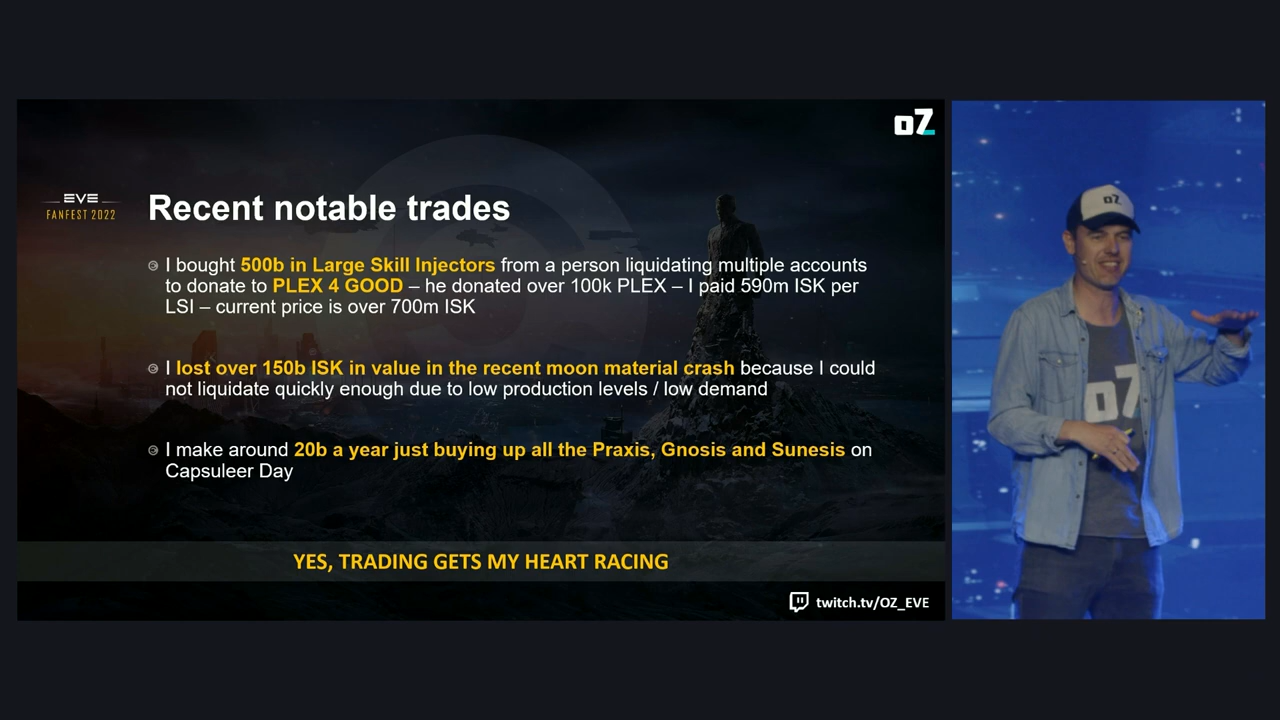 oZ
EVE
FANFEST 2022
Recent notable trades
I bought 500b in Large Skill Injectors from a person liquidating multiple accounts
to donate to PLEX 4 GOOD – he donated over 100k PLEX – I paid 590m ISK per
LSI – current price is over 700m ISK
I lost over 150b ISK in value in the recent moon material crash because I could
not liquidate quickly enough due to low production levels / low demand
I make around 20b a year just buying up all the Praxis, Gnosis and Sunesis on
Capsuleer Day
YES, TRADING GETS MY HEART RACING
twitch.tv/OZ_EVE
oZ
oZ